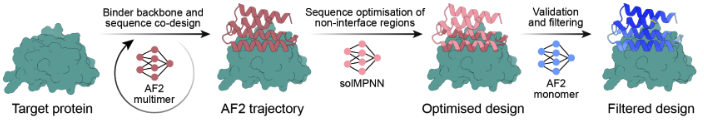 Binder backbone and
sequence co-design
Sequence optimisation of
non-interface regions
Validation
and filtering
AF2
multimer
solMPNN
AF2
monomer
Target protein
AF2 trajectory
Optimised design
Filtered design